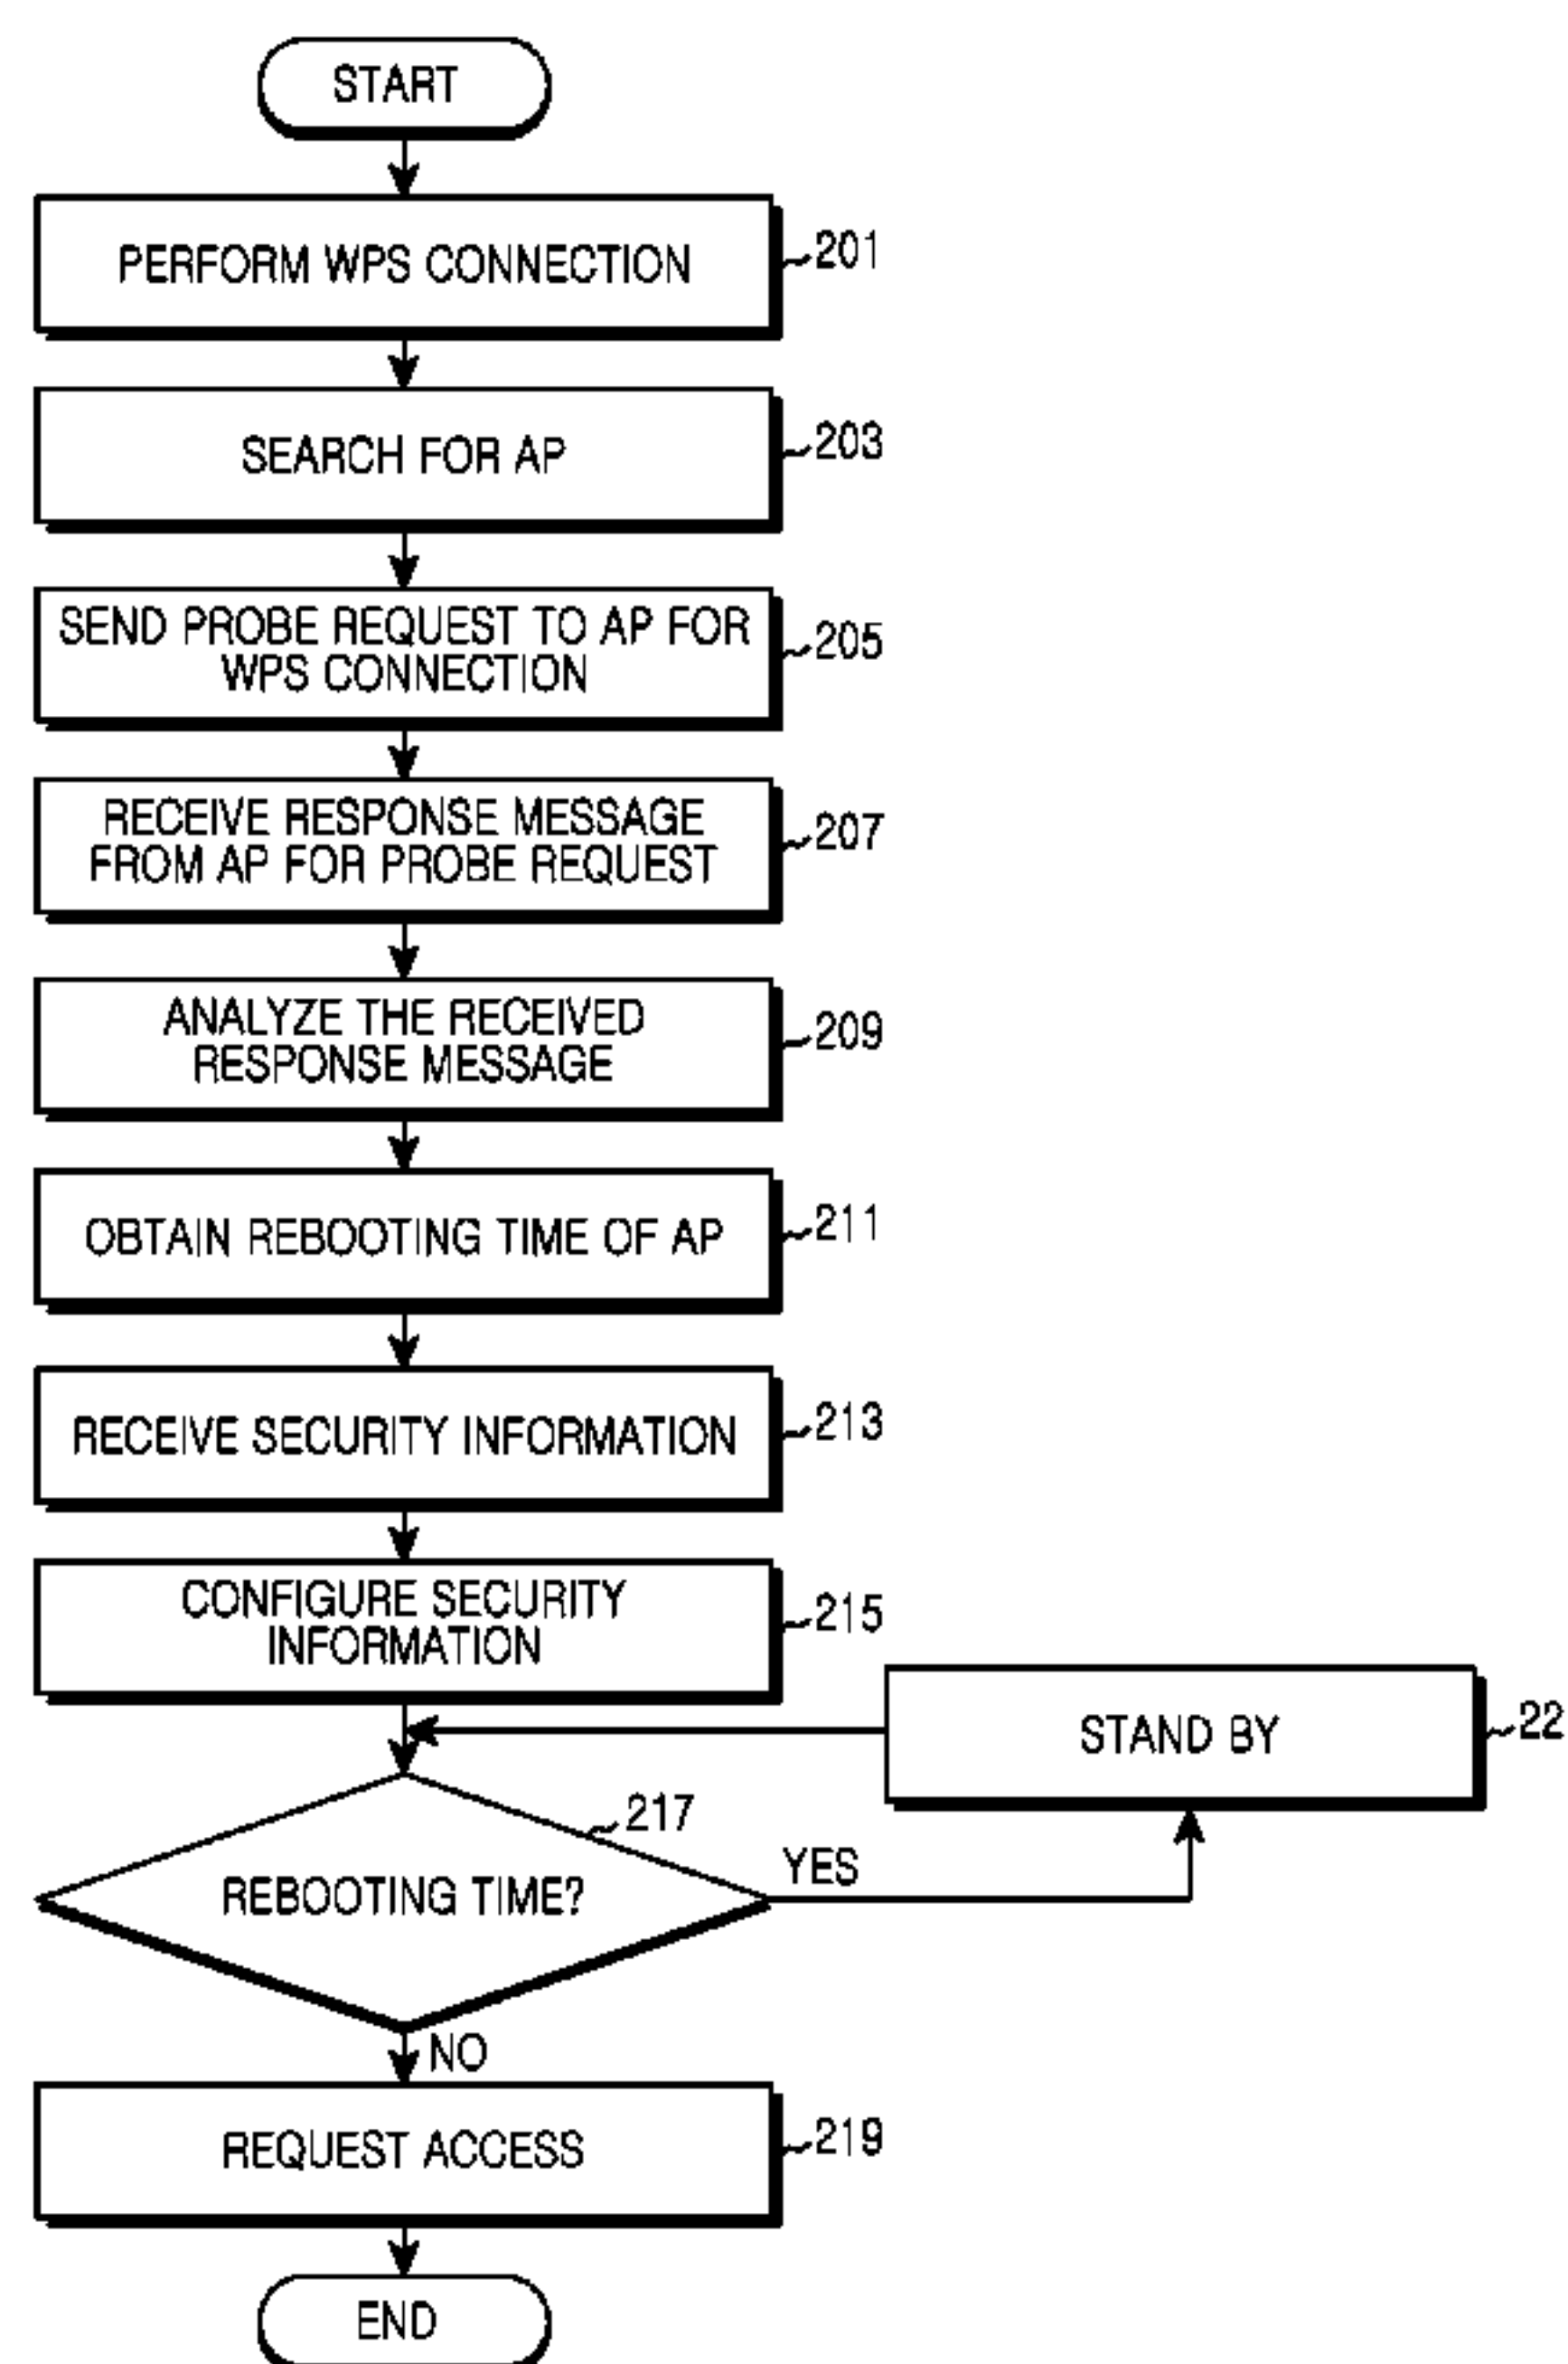 START
PERFORM WPS CONNECTION
201
SEARCH FOR AP
203
SEND PROBE REQUEST TO AP FOR
WPS CONNECTION
205
RECEIVE RESPONSE MESSAGE
FROM AP FOR PROBE REQUEST
207
ANALYZE THE RECEIVED
RESPONSE MESSAGE
209
OBTAIN REBOOTING TIME OF AP
211
RECEIVE SECURITY INFORMATION
213
CONFIGURE SECURITY
INFORMATION
215
STAND BY
22
217
REBOOTING TIME?
YES
NO
REQUEST ACCESS
219
END